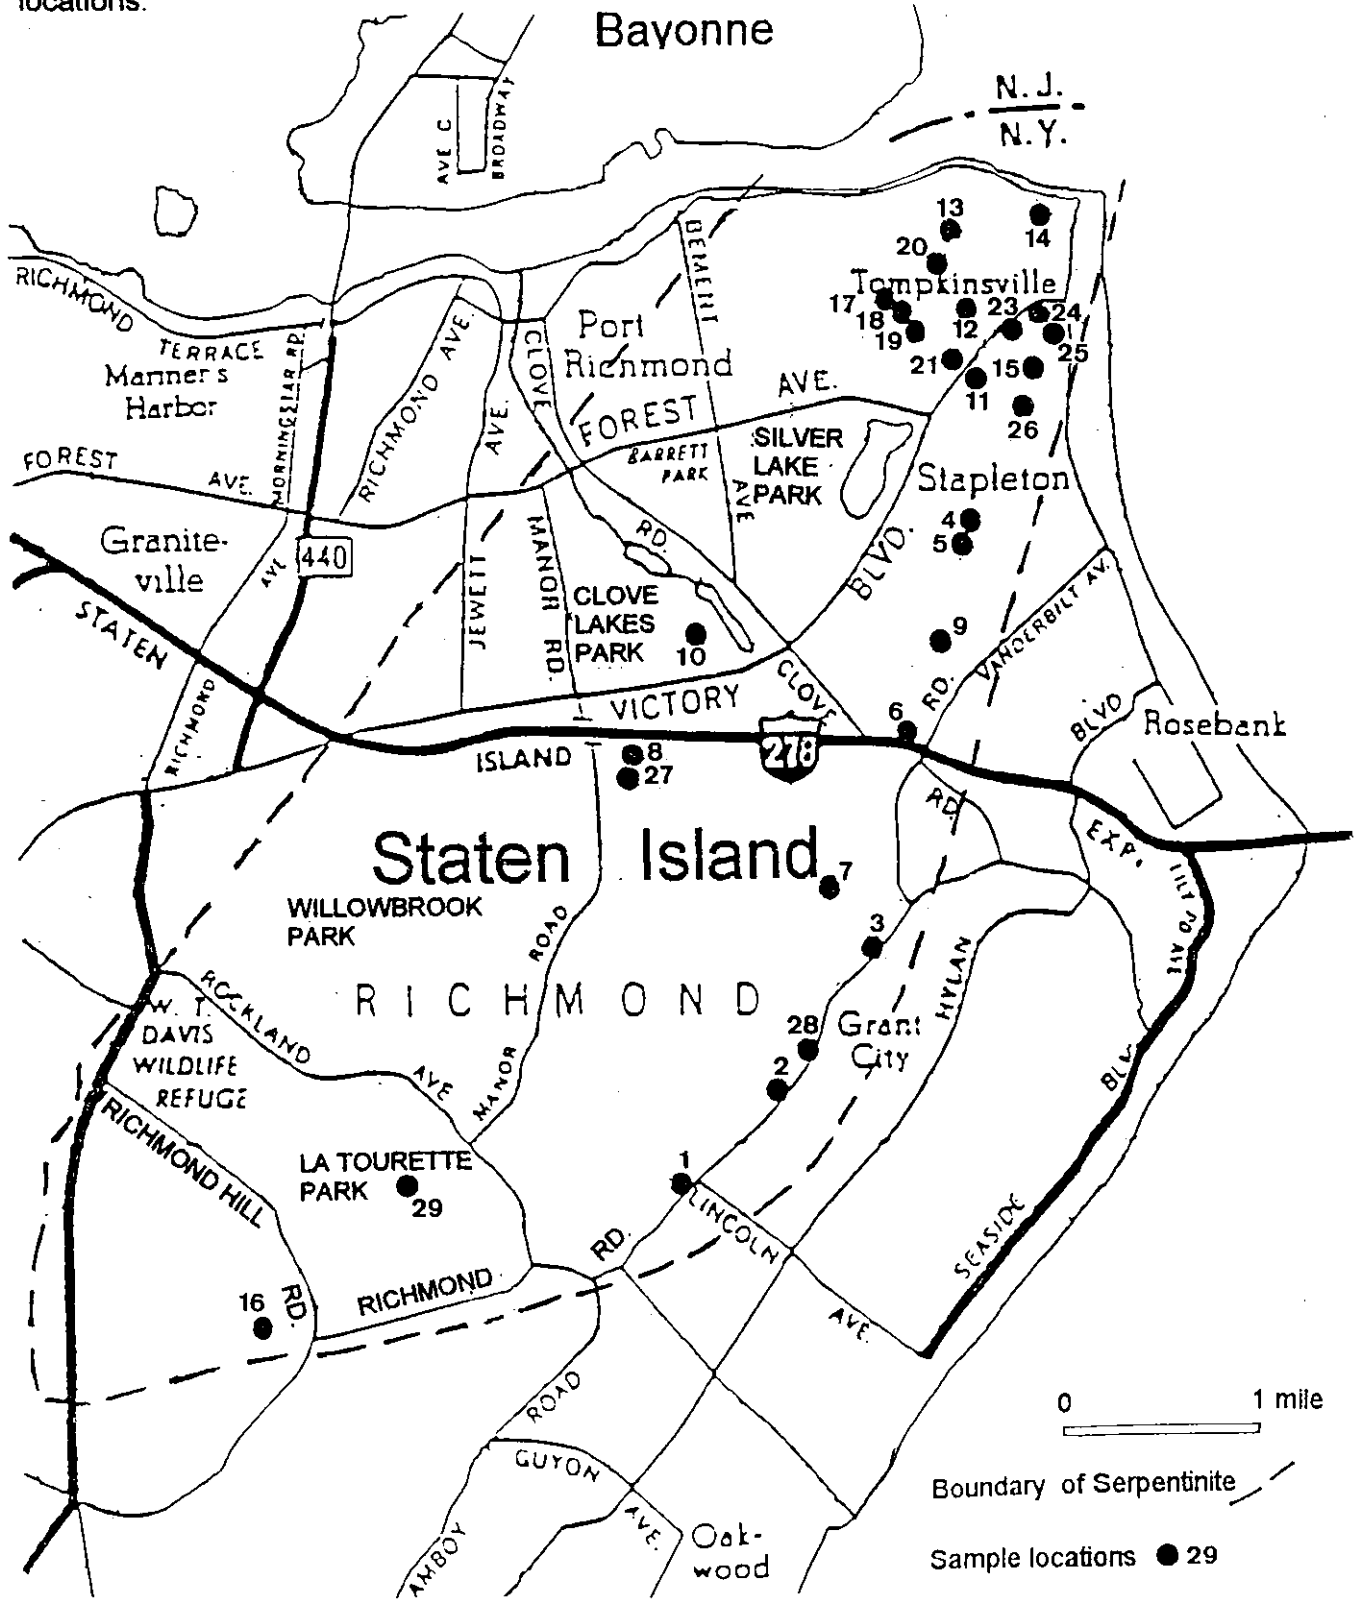 locations.
Bayonne
N. J.
N.Y.
AVE C
BROADWAY
13
14
20
BEMENT
AVE
Tompkinsville
17
18
19
12
23
24
25
21
15
11
26
RICHMOND
TERRACE
Port
Richmond
Manners
Harbor
MORNINGSTAR RD.
RICHMOND AVE.
CLOVE
RD.
FOREST
AVE.
BARRETT
PARK
SILVER
LAKE
PARK
Stapleton
FOREST
AVE.
AVE.
Granite-
ville
440
AVE
RICHMOND
JEWETT
MANOR
RD.
CLOVE
LAKES
PARK
10
4
5
BLVD.
9
VANDERBILT AV.
RD.
STATEN
ISLAND
VICTORY
CLOVE
278
6
BLVD
Rosebank
8
27
RD.
EXP.
Staten Island
7
WILLOWBROOK
PARK
MANOR
ROAD
3
HYLAN
RICHMOND
ROCKLAND
AVE
W. T.
DAVIS
WILDLIFE
REFUGE
28
Grant
City
2
BLV
RICHMOND HILL
RD.
LA TOURETTE
PARK
29
1
LINCOLN
AVE.
SEASIDE
RD.
RICHMOND
16
ROAD
AMBOY
GUYON
AVE.
Oak-
wood
0
1 mile
Boundary of Serpentinite
Sample locations
29